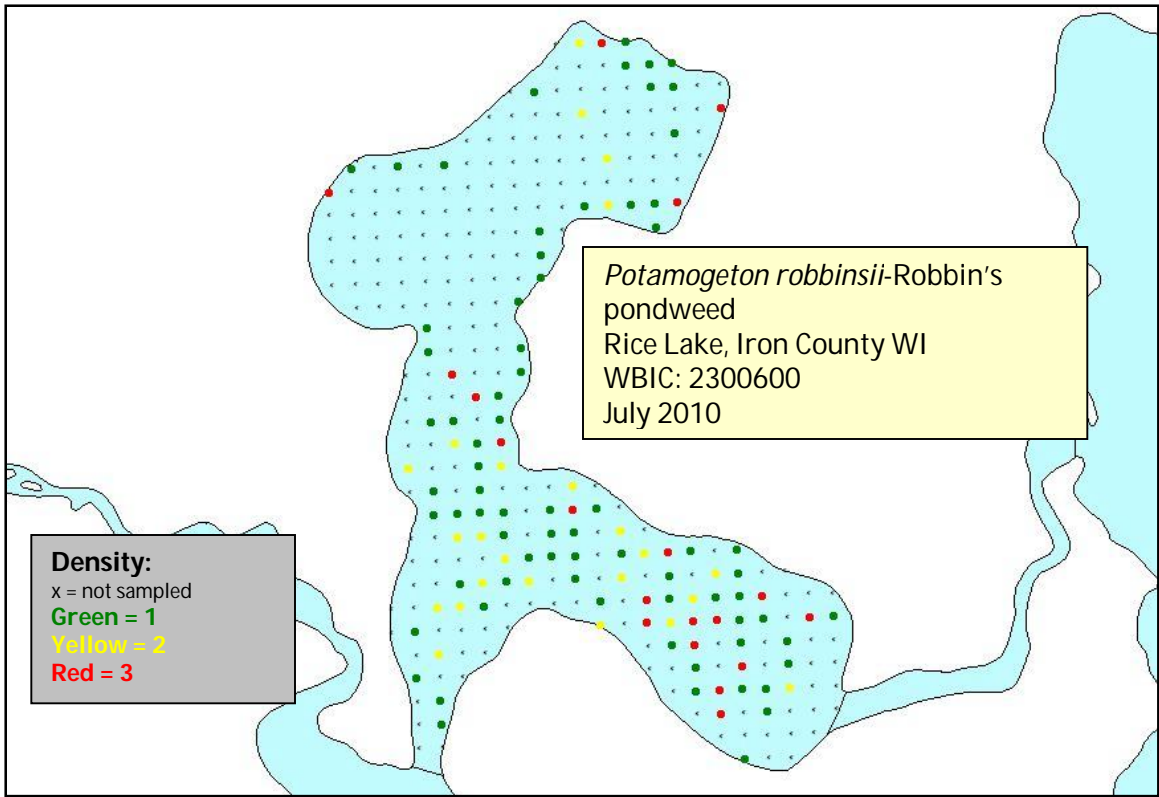 Potamogeton robbinsii-Robbin's
pondweed
Rice Lake, Iron County WI
WBIC: 2300600
July 2010
Density:
x = not sampled
Green = 1
Yellow = 2
Red = 3